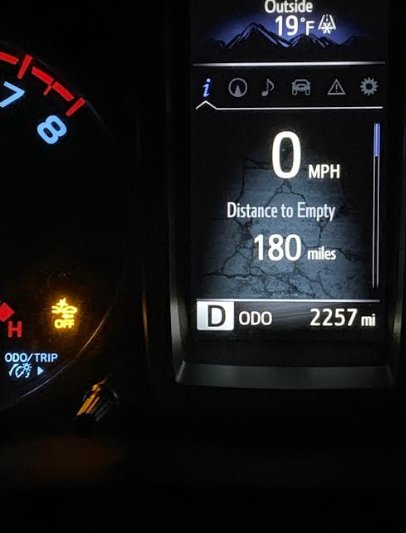 Outside
19°F
7
8
i
0 MPH
Distance to Empty
180 miles
D ODO 2257 mi
H
OFF
ODO/TRIP